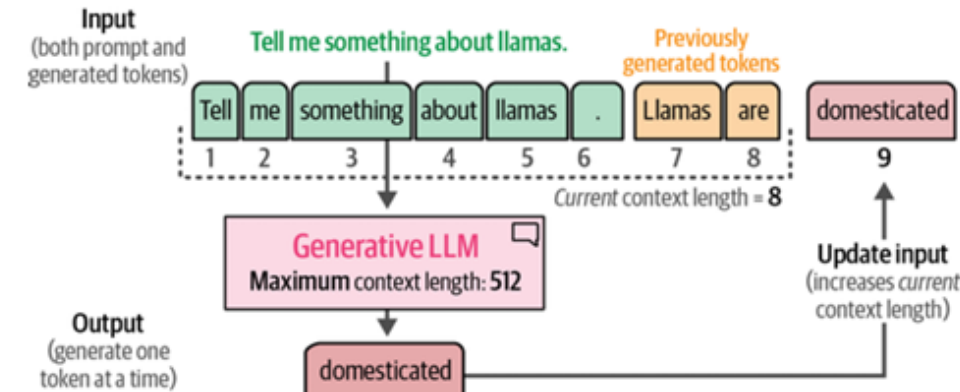 Input
(both prompt and
generated tokens)
Tell me something about llamas.
Previously
generated tokens
Tell me something about llamas . Llamas are domesticated
1 2 3 4 5 6 7 8 9
Current context length = 8
Generative LLM
Maximum context length: 512
Update input
(increases current
context length)
Output
(generate one
token at a time)
domesticated